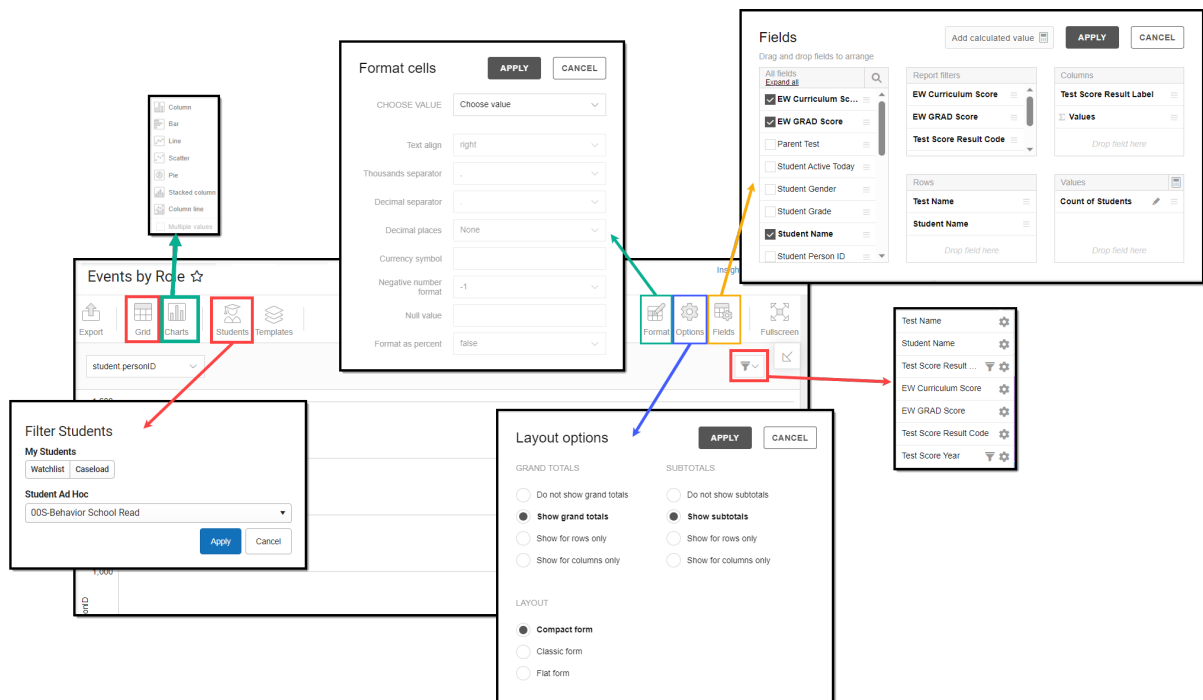 Column
Bar
Line
Scatter
Pie
Stacked column
Column line
Multiple values
Format cells
APPLY
CANCEL
CHOOSE VALUE
Choose value
Text align
right
Thousands separator
,
Decimal separator
.
Decimal places
None
Currency symbol
Negative number
format
-1
Null value
Format as percent
false
Fields
Add calculated value
APPLY
CANCEL
Drag and drop fields to arrange
All fields
Expand all
EW Curriculum Sc...
EW GRAD Score
Parent Test
Student Active Today
Student Gender
Student Grade
Student Name
Student Person ID
Report filters
EW Curriculum Score
EW GRAD Score
Test Score Result Code
Columns
Test Score Result Label
Σ Values
Drop field here
Rows
Test Name
Student Name
Drop field here
Values
Count of Students
Drop field here
Events by Role
Export
Grid
Charts
Students
Templates
Format
Options
Fields
Fullscreen
student.personID
1,000
Filter Students
My Students
Watchlist
Caseload
Student Ad Hoc
00S-Behavior School Read
Apply
Cancel
Layout options
APPLY
CANCEL
GRAND TOTALS
Do not show grand totals
Show grand totals
Show for rows only
Show for columns only
SUBTOTALS
Do not show subtotals
Show subtotals
Show for rows only
Show for columns only
LAYOUT
Compact form
Classic form
Flat form
Test Name
Student Name
Test Score Result ...
EW Curriculum Score
EW GRAD Score
Test Score Result Code
Test Score Year